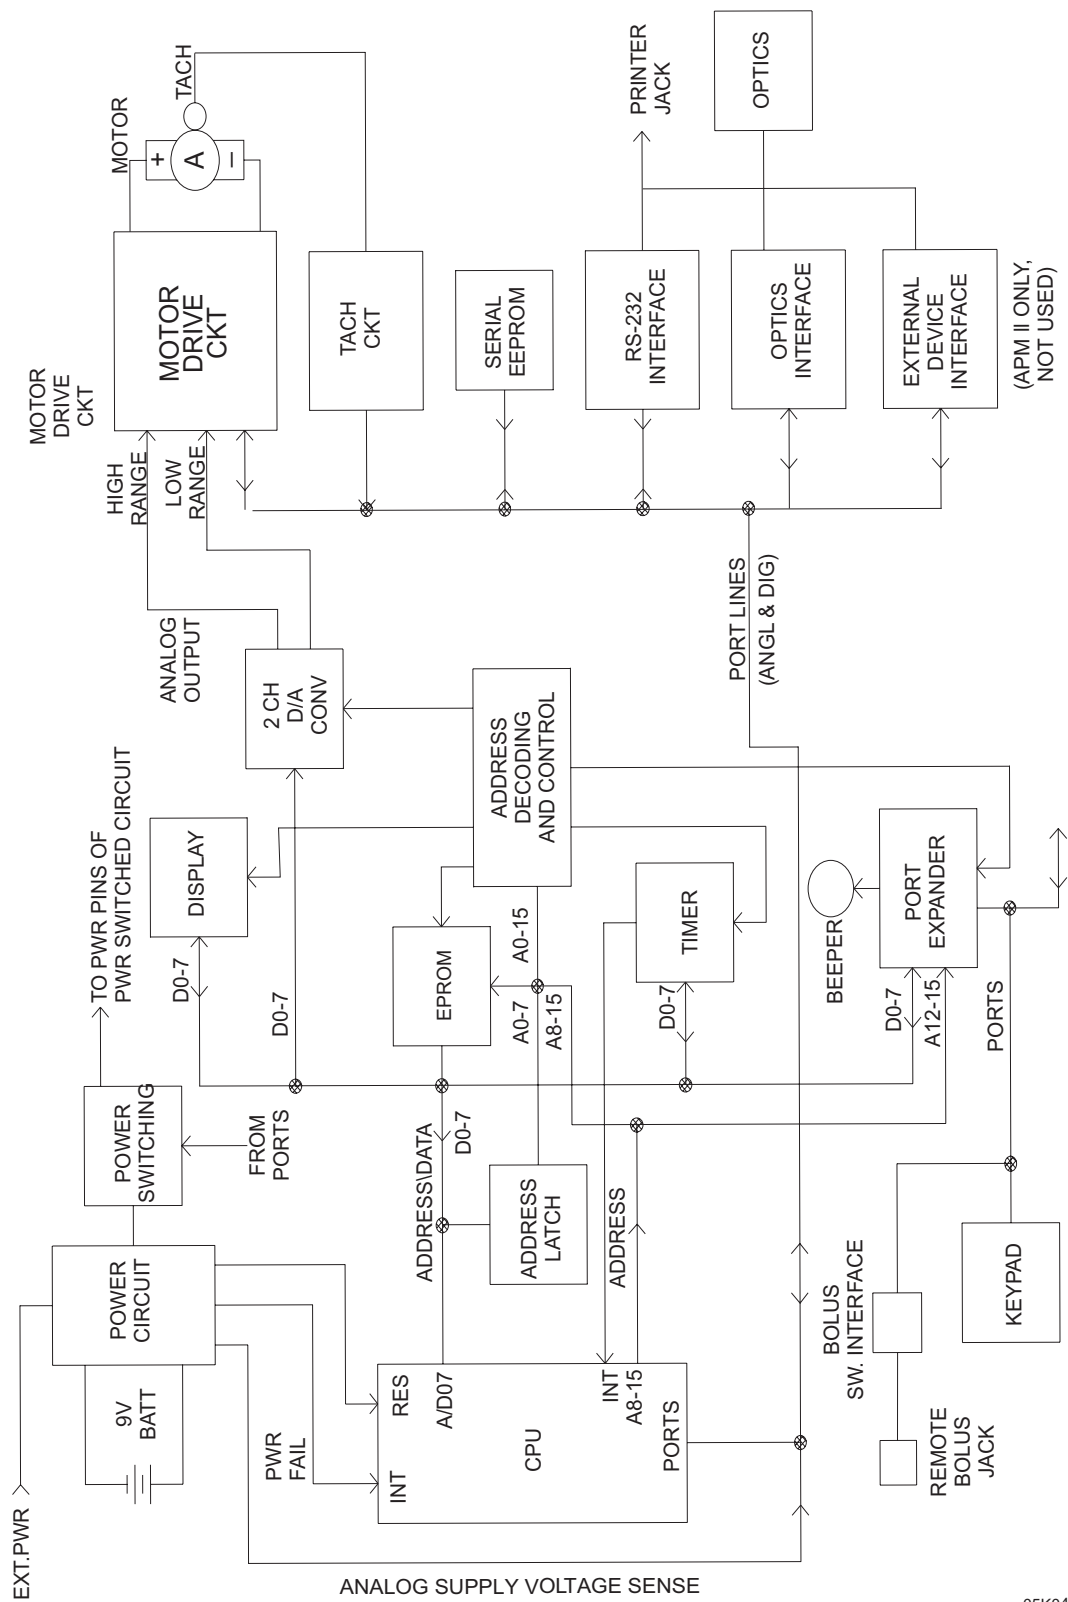 MOTOR
DRIVE
CKT
MOTOR
DRIVE
CKT
MOTOR
TACH
+
A
–
TACH
CKT
SERIAL
EEPROM
RS-232
INTERFACE
PRINTER
JACK
OPTICS
OPTICS
INTERFACE
EXTERNAL
DEVICE
INTERFACE
(APM II ONLY,
NOT USED)
HIGH
RANGE
LOW
RANGE
ANALOG
OUTPUT
2 CH
D/A
CONV
PORT LINES
(ANGL & DIG)
TO PWR PINS OF
PWR SWITCHED CIRCUIT
DISPLAY
D0-7
D0-7
ADDRESS
DECODING
AND CONTROL
EPROM
A0-15
A0-7
A8-15
TIMER
D0-7
BEEPER
PORT
EXPANDER
D0-7
A12-15
PORTS
POWER
SWITCHING
FROM
PORTS
ADDRESS\DATA
D0-7
ADDRESS
LATCH
ADDRESS
POWER
CIRCUIT
EXT.PWR
9V
BATT
PWR
FAIL
INT
RES
A/D07
CPU
INT
A8-15
PORTS
BOLUS
SW. INTERFACE
KEYPAD
REMOTE
BOLUS
JACK
ANALOG SUPPLY VOLTAGE SENSE